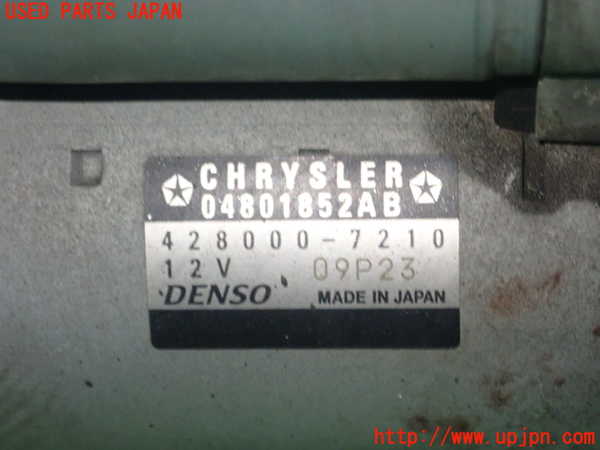 USED PARTS JAPAN
CHRYSLER
04801852AB
428000-7210
12V 09P23
DENSO MADE IN JAPAN
http://www.upjpn.com/